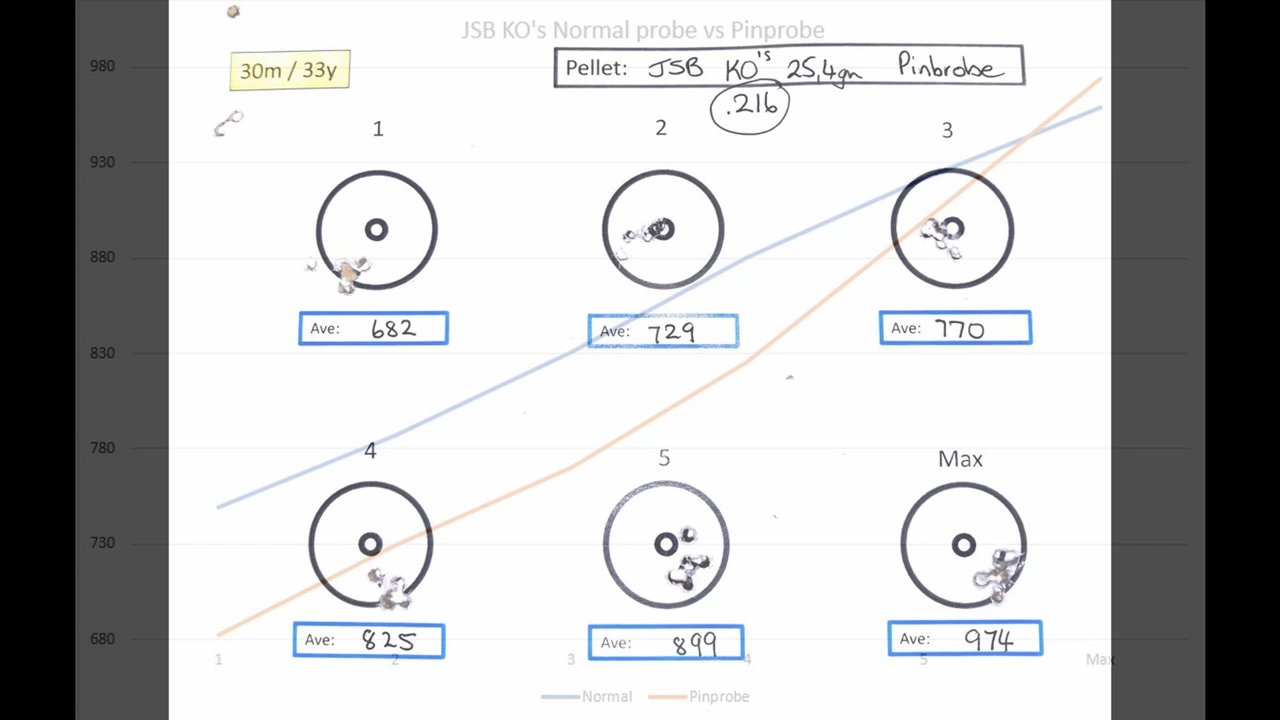 JSB KO's Normal probe vs Pinprobe
980
30m / 33y
Pellet: JSB KO's 25,4gn Pinbrobe
.216
1 2 3
930
880
Ave: 682 Ave: 729 Ave: 770
830
780
4 5 Max
730
Ave: 825 Ave: 899 Ave: 974
680
1 2 3 4 5 Max
Normal Pinprobe